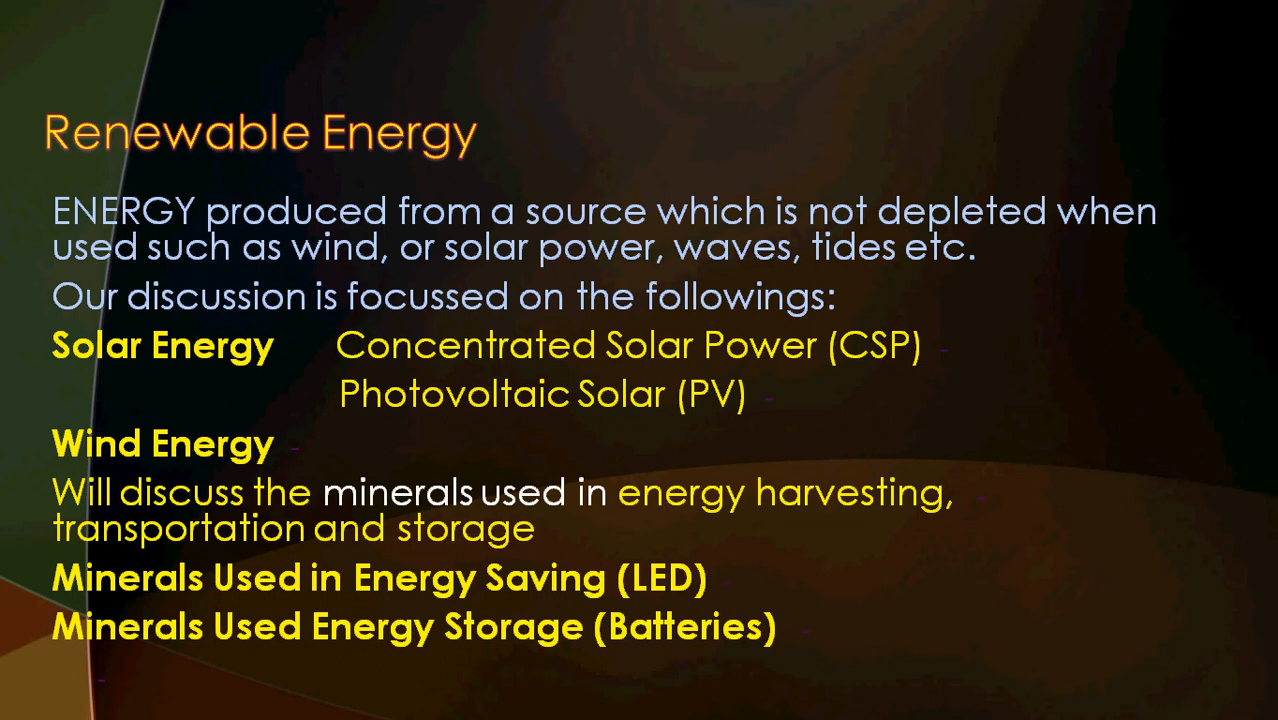 Renewable Energy
ENERGY produced from a source which is not depleted when
used such as wind, or solar power, waves, tides etc.
Our discussion is focussed on the followings:
Solar Energy Concentrated Solar Power (CSP)
Photovoltaic Solar (PV)
Wind Energy
Will discuss the minerals used in energy harvesting,
transportation and storage
Minerals Used in Energy Saving (LED)
Minerals Used Energy Storage (Batteries)